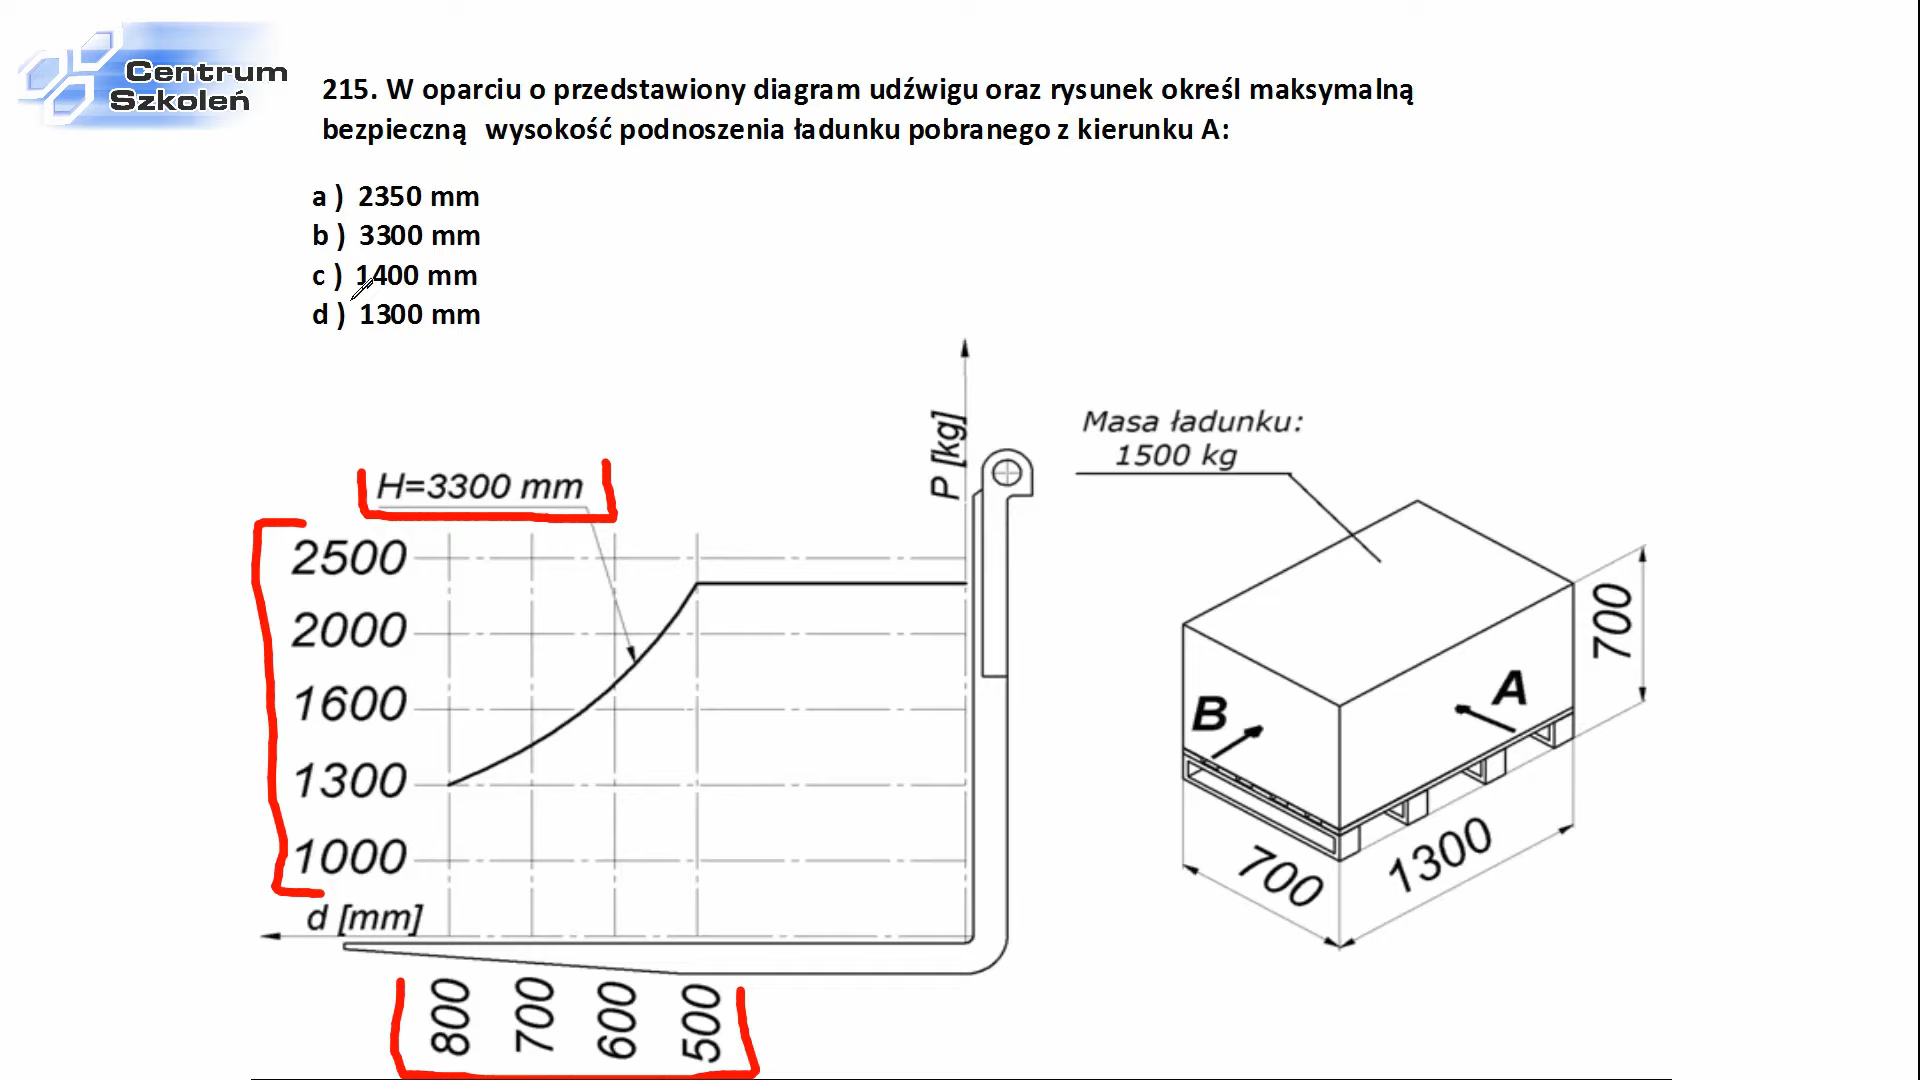 Centrum
Szkoleń
215. W oparciu o przedstawiony diagram udźwigu oraz rysunek określ maksymalną
bezpieczną wysokość podnoszenia ładunku pobranego z kierunku A:
a ) 2350 mm
b ) 3300 mm
c ) 1400 mm
d ) 1300 mm
P [kg]
Masa ładunku:
1500 kg
H=3300 mm
2500
2000
1600
1300
1000
d [mm]
800
700
600
500
B
A
700
700
1300